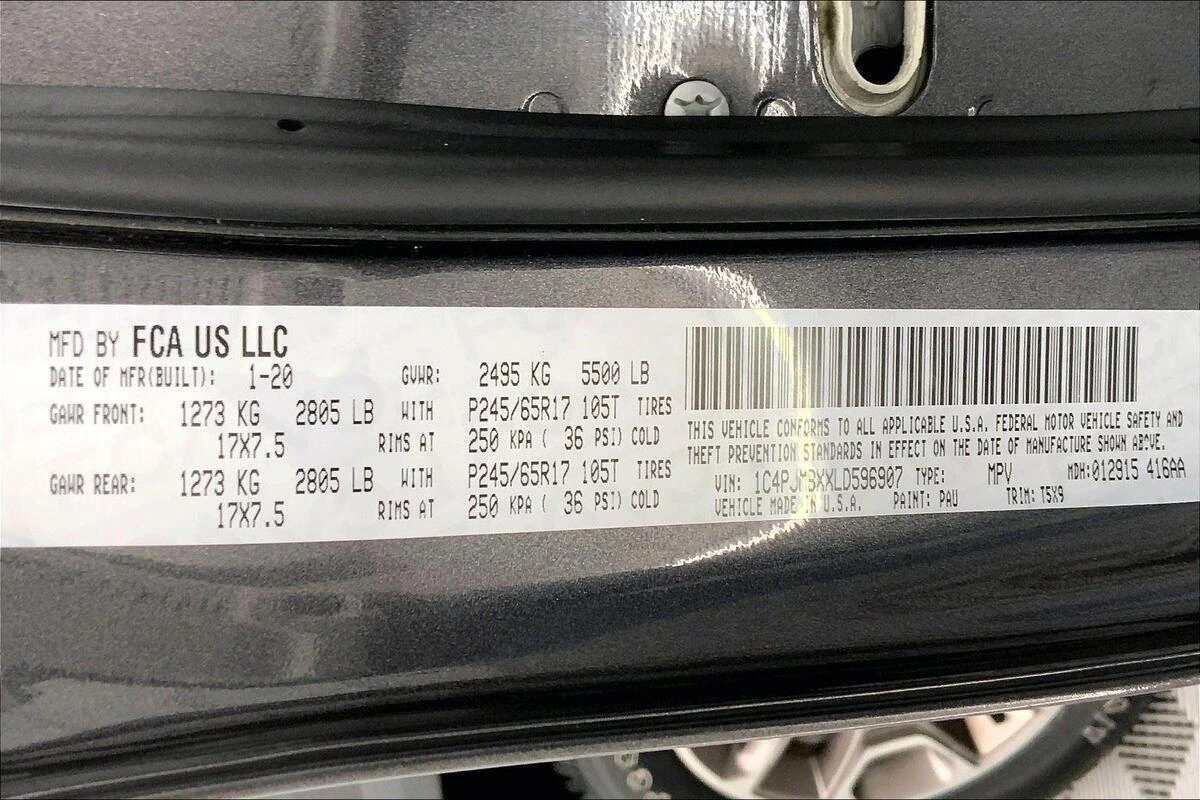 MFD BY FCA US LLC
DATE OF MFR(BUILT): 1-20 GVWR: 2495 KG 5500 LB
GAWR FRONT: 1273 KG 2805 LB WITH P245/65R17 105T TIRES
17X7.5 RIMS AT 250 KPA ( 36 PSI) COLD
GAWR REAR: 1273 KG 2805 LB WITH P245/65R17 105T TIRES
17X7.5 RIMS AT 250 KPA ( 36 PSI) COLD
THIS VEHICLE CONFORMS TO ALL APPLICABLE U.S.A. FEDERAL MOTOR VEHICLE SAFETY AND
THEFT PREVENTION STANDARDS IN EFFECT ON THE DATE OF MANUFACTURE SHOWN ABOVE.
VIN: 1C4PJMBXXLD596907 TYPE: MPV MDH:012915 416AA
VEHICLE MADE IN U.S.A. PAINT: PAU TRIM: T5X9